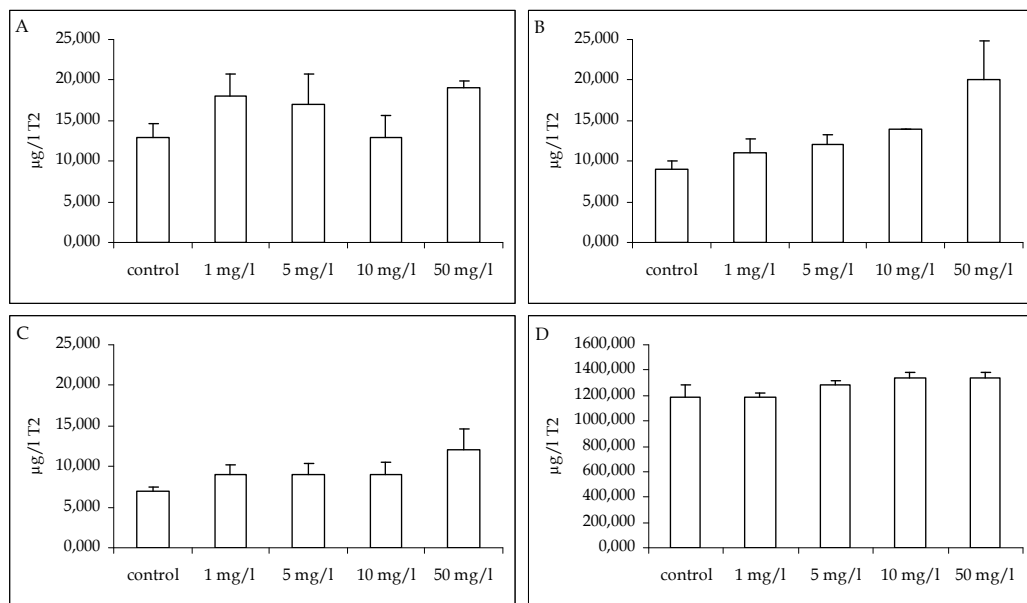 A
µg/l T2
25,000
20,000
15,000
10,000
5,000
0,000
control 1 mg/l 5 mg/l 10 mg/l 50 mg/l
B
µg/l T2
25,000
20,000
15,000
10,000
5,000
0,000
control 1 mg/l 5 mg/l 10 mg/l 50 mg/l
C
µg/l T2
25,000
20,000
15,000
10,000
5,000
0,000
control 1 mg/l 5 mg/l 10 mg/l 50 mg/l
D
µg/l T2
1600,000
1400,000
1200,000
1000,000
800,000
600,000
400,000
200,000
0,000
control 1 mg/l 5 mg/l 10 mg/l 50 mg/l